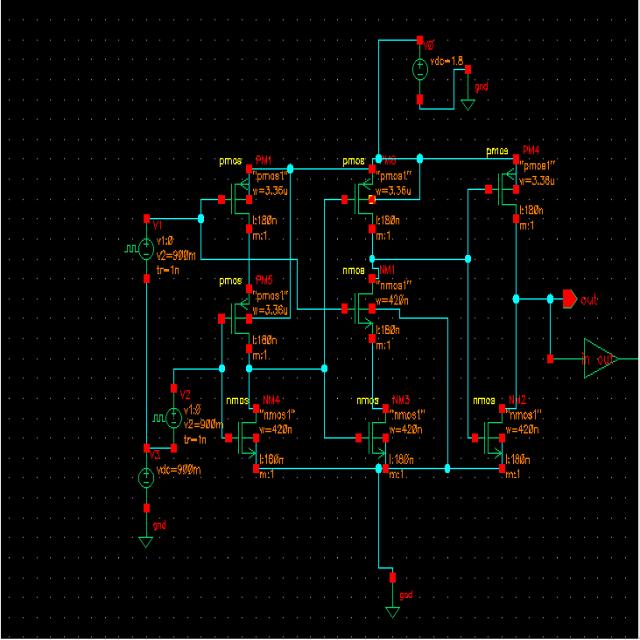 V0
vdc=1.8
gnd
pmos PM1
"pmos1"
w=3.36u
l:180n
m:1
pmos PM0
"pmos1"
w=3.36u
l:180n
m:1
pmos PM4
"pmos1"
w=3.36u
l:180n
m:1
V1
v1:0
v2=900m
tr=1n
pmos PM5
"pmos1"
w=3.36u
l:180n
m:1
nmos NM1
"nmos1"
w=420n
l:180n
m:1
out
in out
V2
v1:0
v2=900m
tr=1n
nmos NM4
"nmos1"
w=420n
l:180n
m:1
nmos NM3
"nmos1"
w=420n
l:180n
m:1
nmos NM2
"nmos1"
w=420n
l:180n
m:1
vdc=900m
gnd
gnd